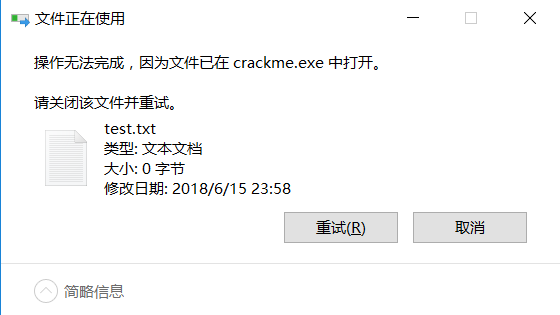 文件正在使用
操作无法完成，因为文件已在 crackme.exe 中打开。
请关闭该文件并重试。
test.txt
类型: 文本文档
大小: 0 字节
修改日期: 2018/6/15 23:58
重试(R)
取消
简略信息